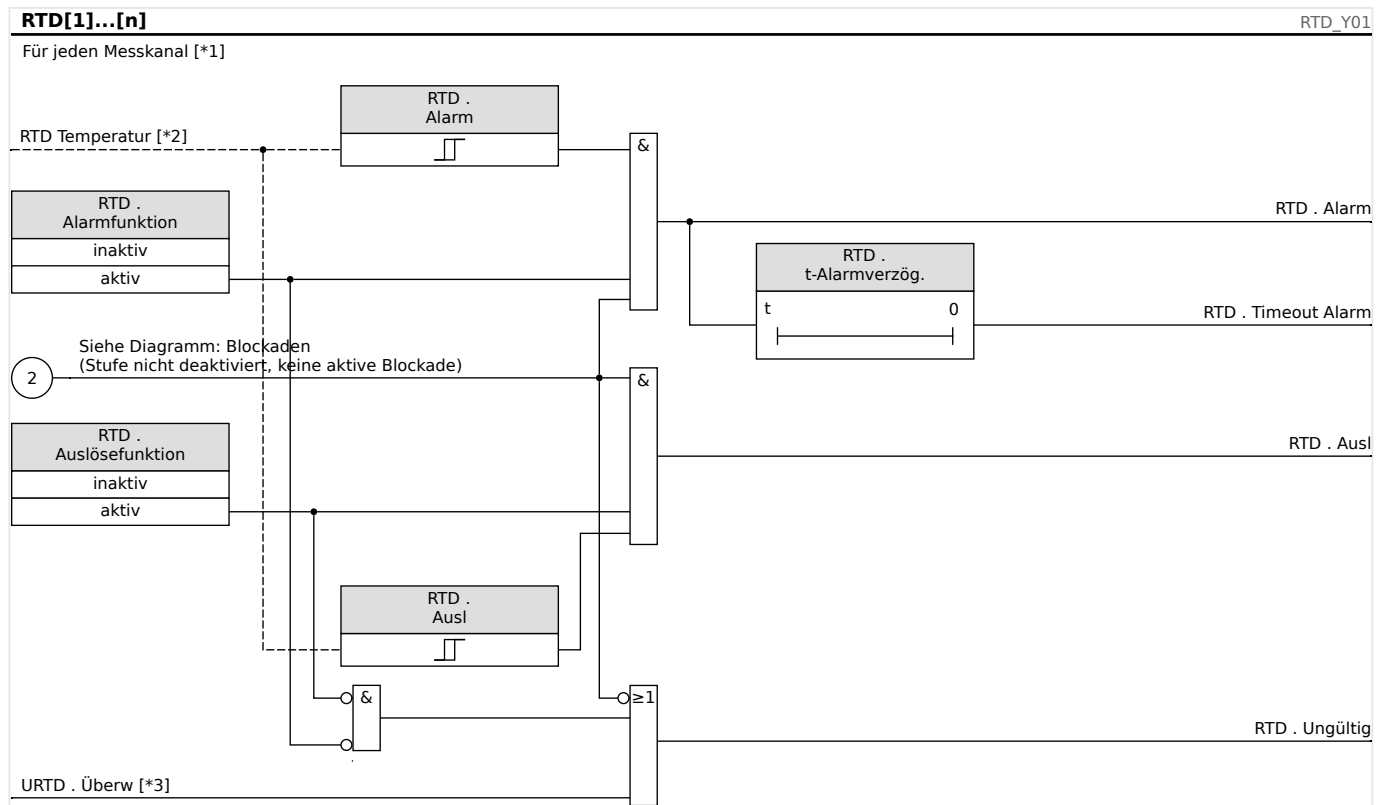 RTD[1]...[n]
RTD_Y01
Für jeden Messkanal [*1]
RTD .
Alarm
RTD Temperatur [*2]
&
RTD .
Alarmfunktion
inaktiv
aktiv
RTD . Alarm
RTD .
t-Alarmverzög.
t 0
RTD . Timeout Alarm
Siehe Diagramm: Blockaden
(Stufe nicht deaktiviert, keine aktive Blockade)
2
&
RTD .
Auslösefunktion
inaktiv
aktiv
RTD . Ausl
RTD .
Ausl
&
≥1
RTD . Ungültig
URTD . Überw [*3]